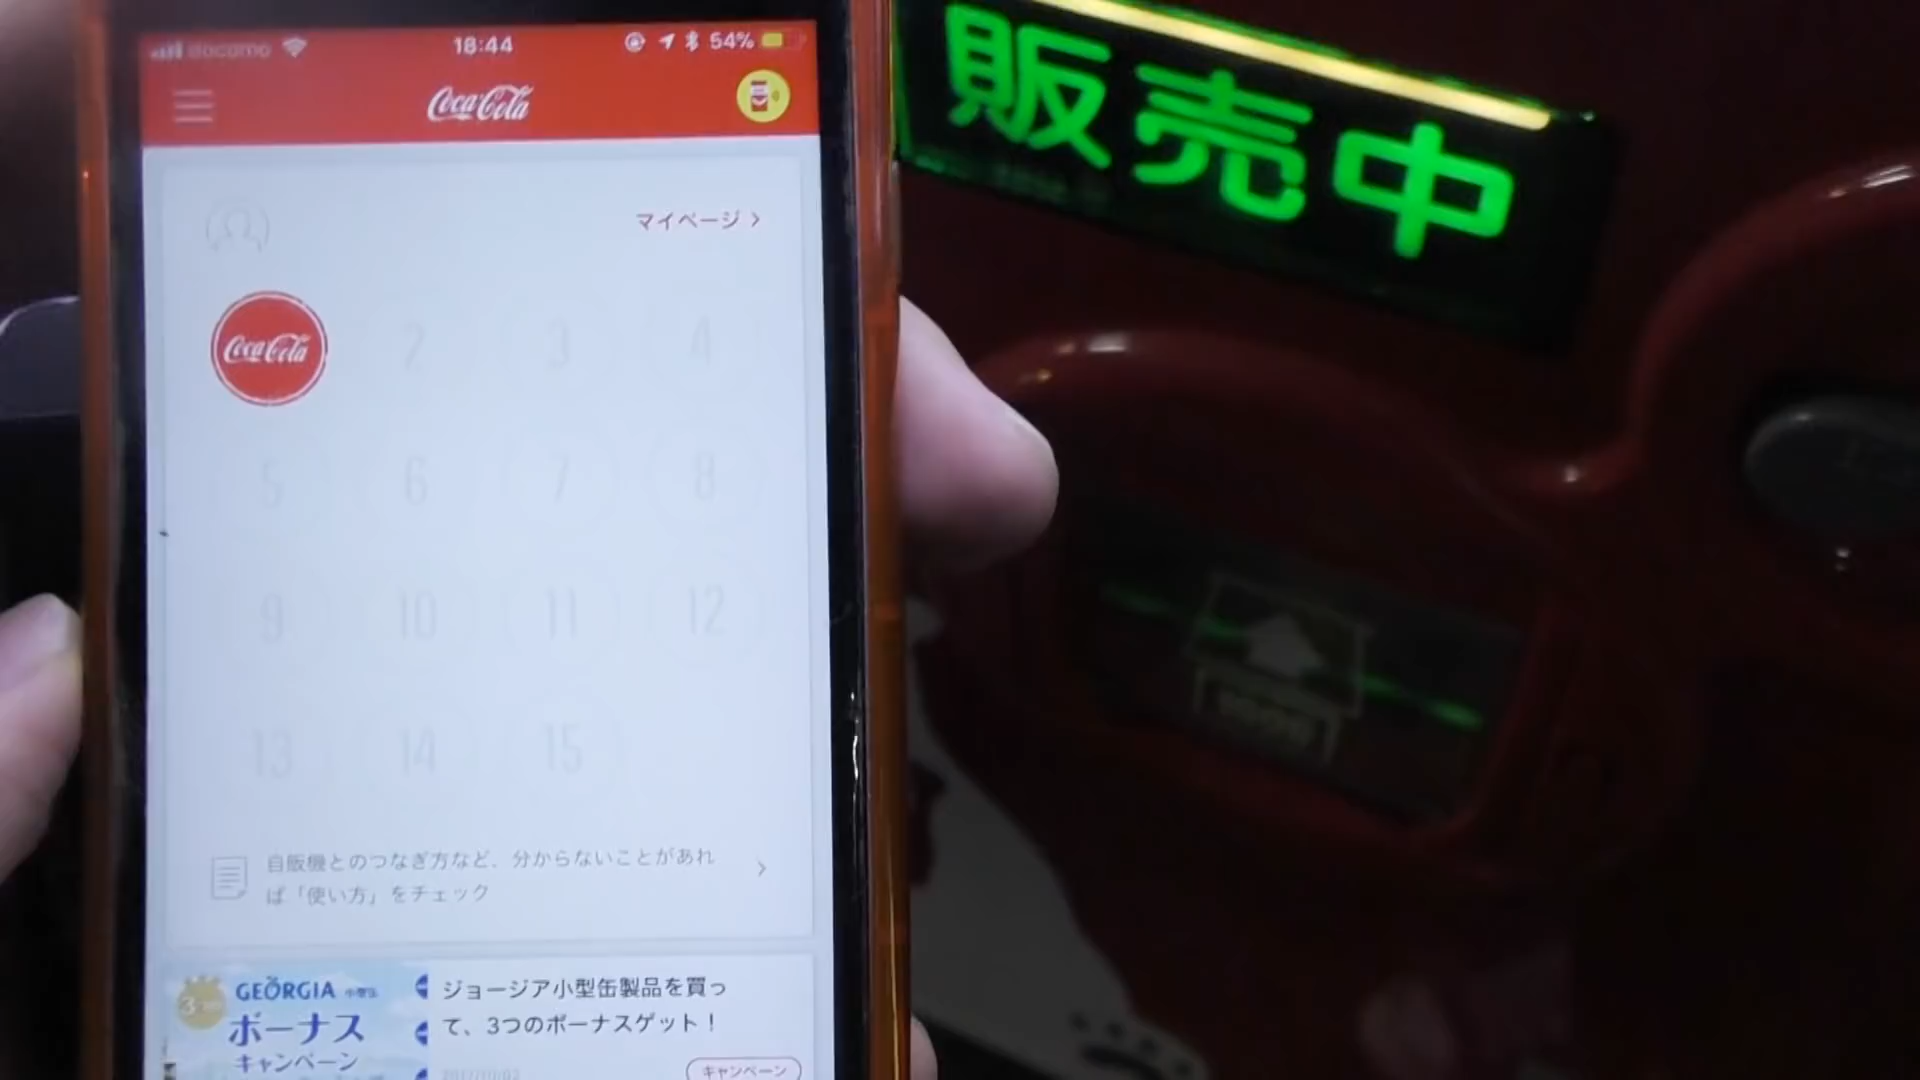 docomo 18:44 54%
Coca-Cola
販売中
マイページ >
Coca-Cola 2 3 4
5 6 7 8
9 10 11 12
13 14 15
自販機とのつなぎ方など、分からないことがあれ
ば「使い方」をチェック
GEORGIA 小型缶
ボーナス
キャンペーン
ジョージア小型缶製品を買っ
て、3つのボーナスゲット！
キャンペーン